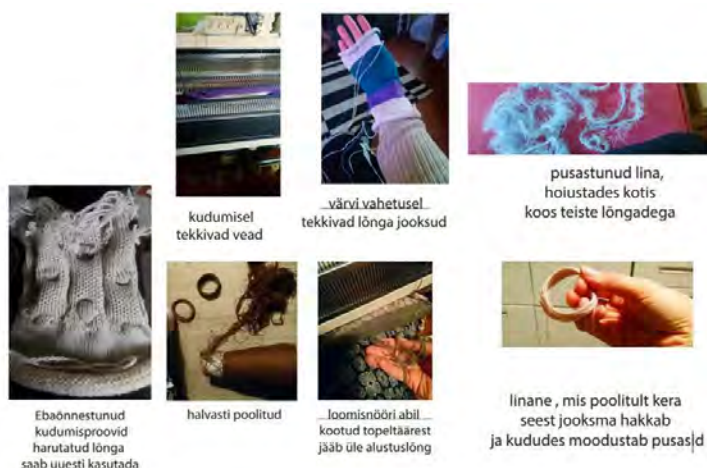 kudumisel
tekkivad vead
värvi vahetusel
tekkivad lõnga jooksud
pusastunud lina,
hoiustades kotis
koos teiste lõngadega
Ebaõnnestunud
kudumisproovid
harutatud lõnga
saab uuesti kasutada
halvasti poolitud
loomisnööri abil
kootud topeltäärest
jääb üle alustuslõng
linane , mis poolitult kera
seest jooksma hakkab
ja kududes moodustab pusasid